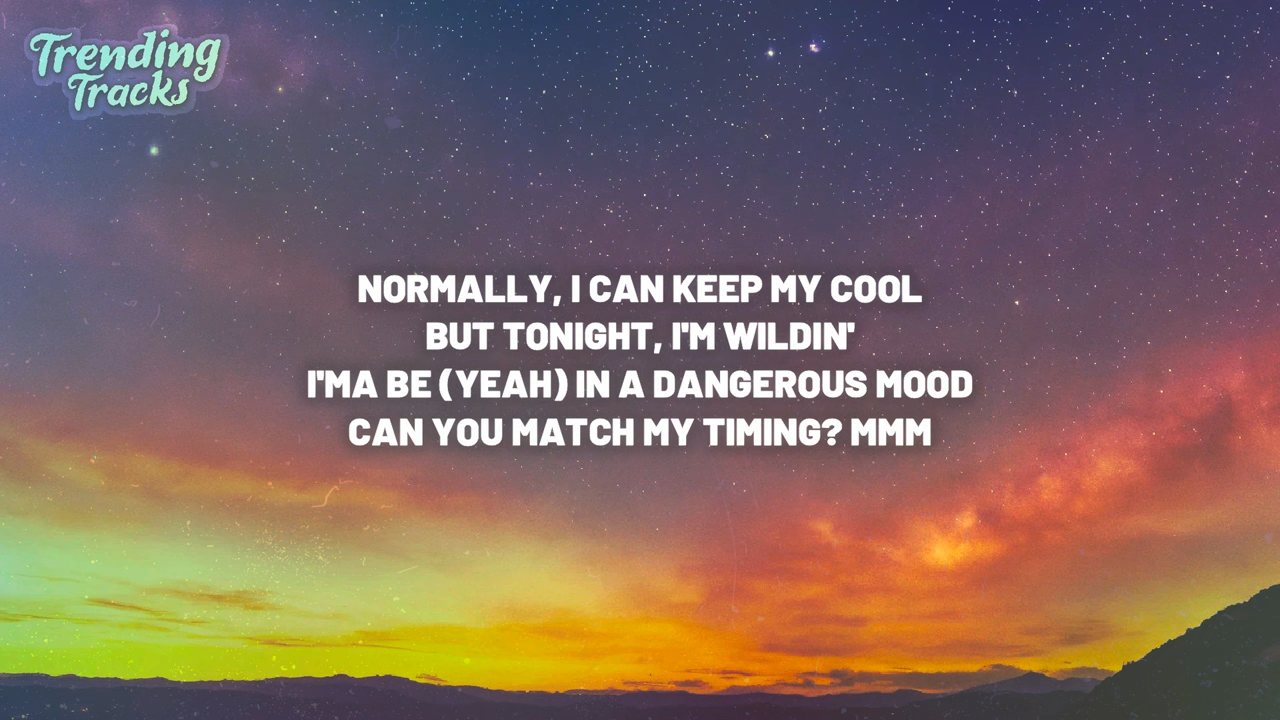 Trending
Tracks
NORMALLY, I CAN KEEP MY COOL
BUT TONIGHT, I'M WILDIN'
I'MA BE (YEAH) IN A DANGEROUS MOOD
CAN YOU MATCH MY TIMING? MMM